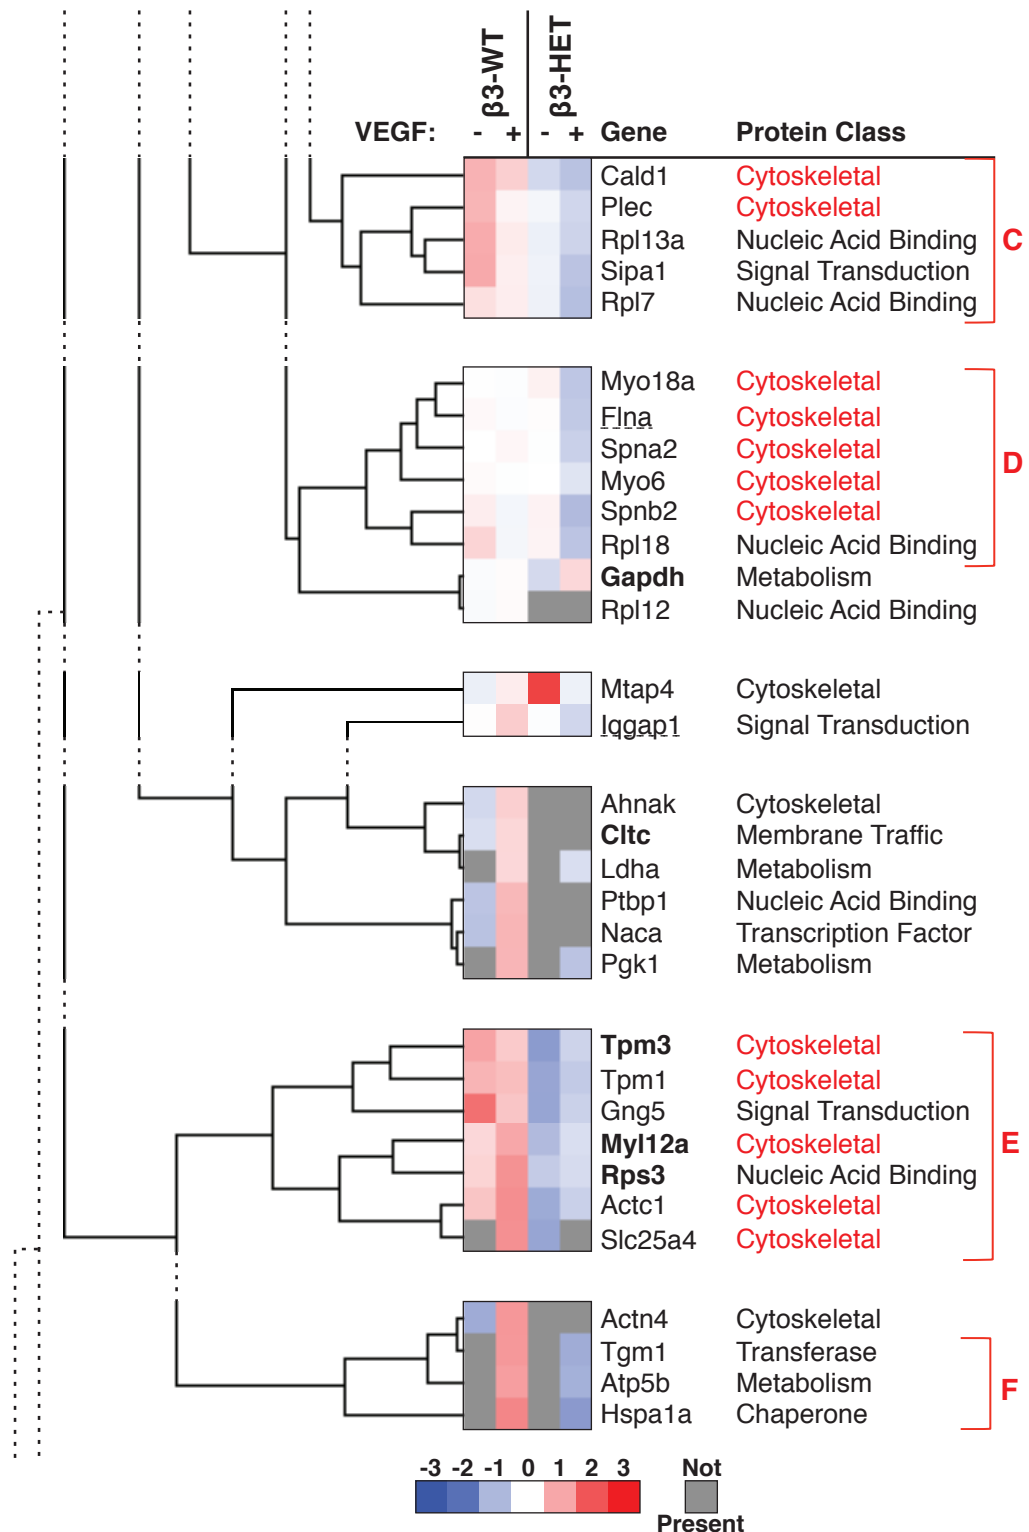 β3-WT β3-HET
VEGF: - + - + Gene Protein Class
Cald1 Cytoskeletal
Plec Cytoskeletal
Rpl13a Nucleic Acid Binding
C
Sipa1 Signal Transduction
Rpl7 Nucleic Acid Binding
Myo18a Cytoskeletal
Flna Cytoskeletal
Spna2 Cytoskeletal
D
Myo6 Cytoskeletal
Spnb2 Cytoskeletal
Rpl18 Nucleic Acid Binding
Gapdh Metabolism
Rpl12 Nucleic Acid Binding
Mtap4 Cytoskeletal
Iqgap1 Signal Transduction
Ahnak Cytoskeletal
Cltc Membrane Traffic
Ldha Metabolism
Ptbp1 Nucleic Acid Binding
Naca Transcription Factor
Pgk1 Metabolism
Tpm3 Cytoskeletal
Tpm1 Cytoskeletal
Gng5 Signal Transduction
Myl12a Cytoskeletal
E
Rps3 Nucleic Acid Binding
Actc1 Cytoskeletal
Slc25a4 Cytoskeletal
Actn4 Cytoskeletal
Tgm1 Transferase
Atp5b Metabolism
F
Hspa1a Chaperone
-3 -2 -1 0 1 2 3 Not
Present